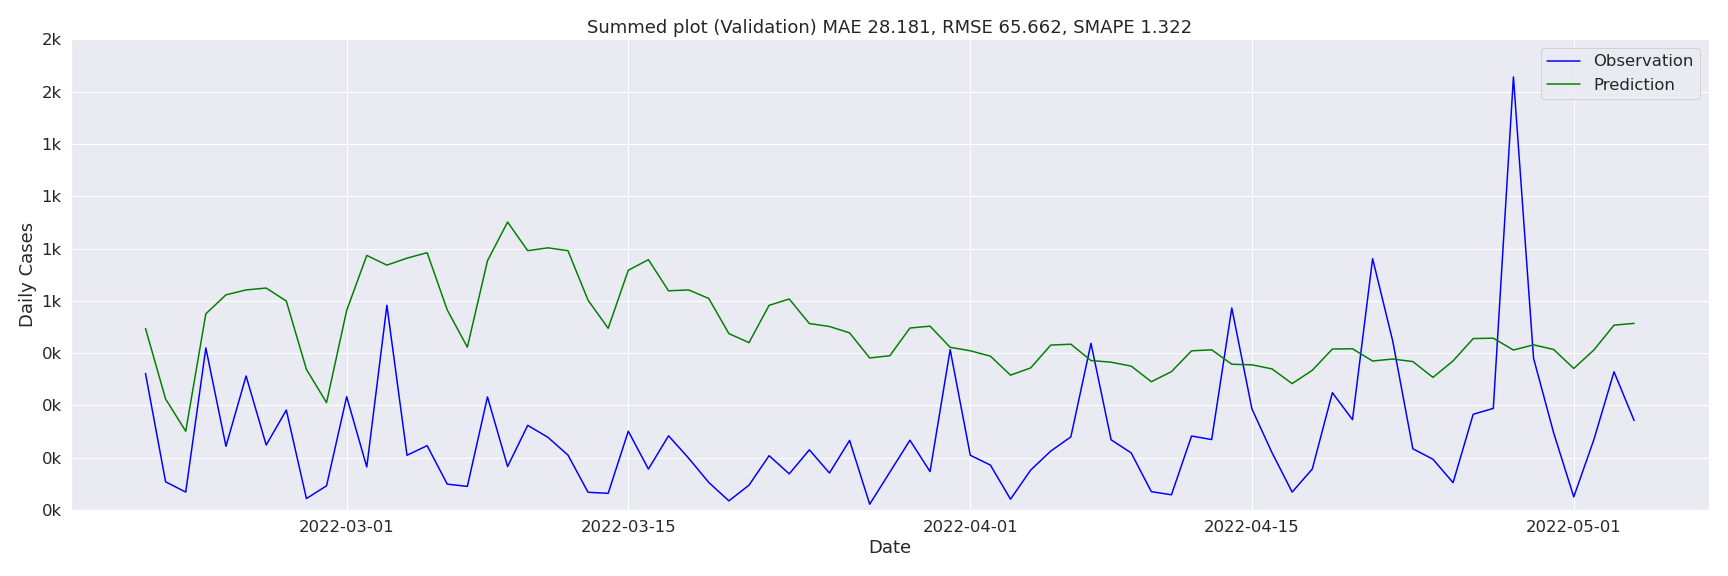 Summed plot (Validation) MAE 28.181, RMSE 65.662, SMAPE 1.322
2k
2k
1k
1k
1k
1k
0k
0k
0k
0k
Daily Cases
Observation
Prediction
2022-03-01
2022-03-15
2022-04-01
2022-04-15
2022-05-01
Date